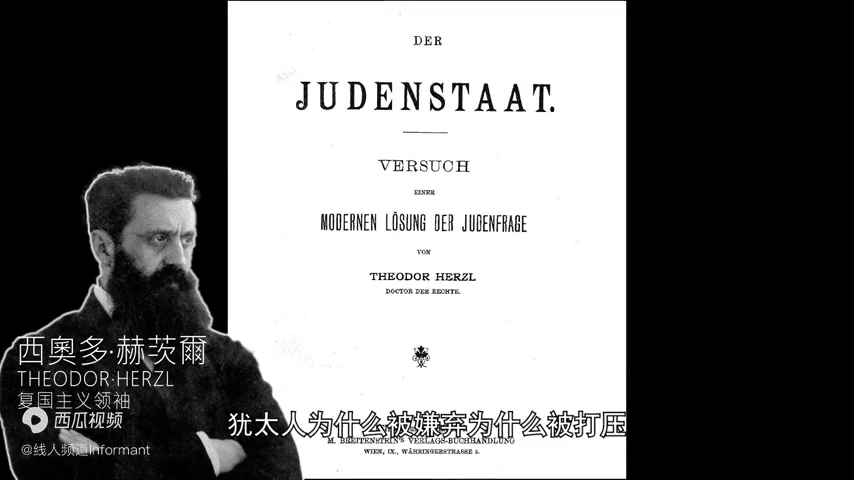 DER
JUDENSTAAT.
VERSUCH
EINER
MODERNEN LÖSUNG DER JUDENFRAGE
VON
THEODOR HERZL
DOCTOR DER RECHTE.
西奧多·赫茨爾
THEODOR·HERZL
复国主义领袖
西瓜视频
@线人频道Informant
犹太人为什么被嫌弃为什么被打压
M. BREITENSTEIN'S VERLAGS-BUCHHANDLUNG
WIEN, IX., WÄHRINGERSTRASSE 5.